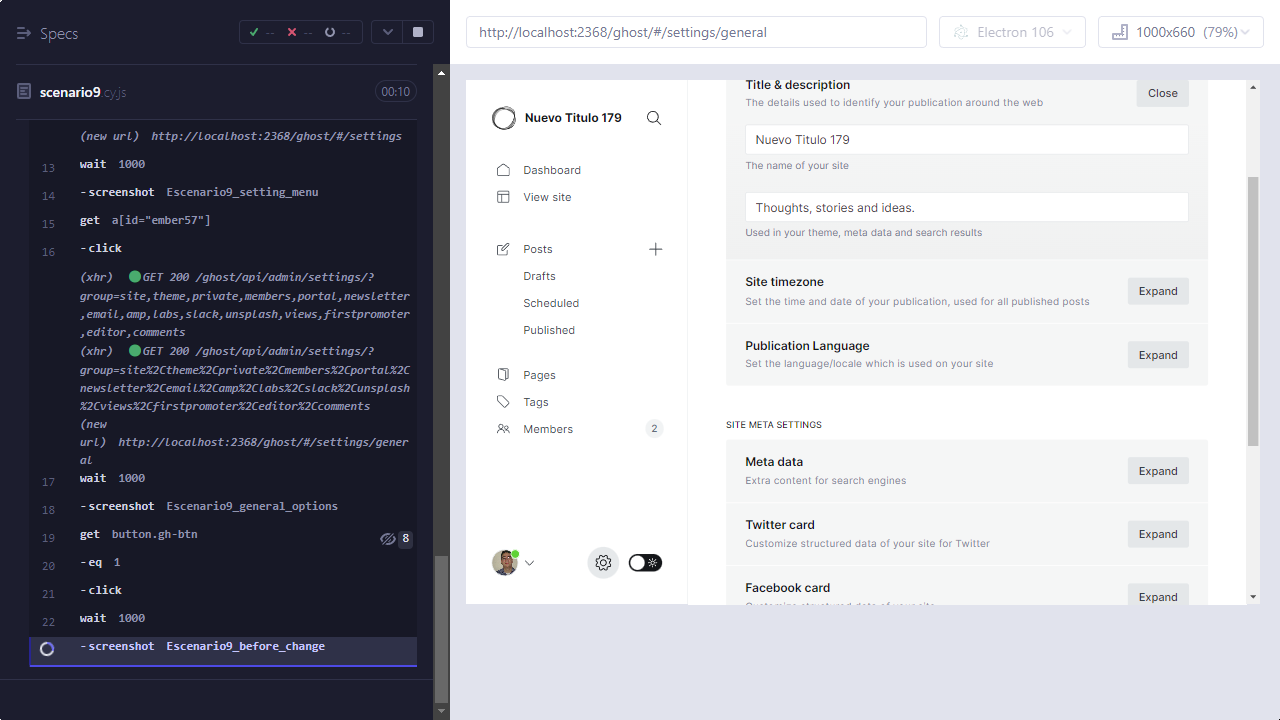 Specs
--
--
--
http://localhost:2368/ghost/#/settings/general
Electron 106
1000x660 (79%)
scenario9.cy.js
00:10
(new url) http://localhost:2368/ghost/#/settings
13 wait 1000
14 -screenshot Escenario9_setting_menu
15 get a[id="ember57"]
16 -click
(xhr) GET 200 /ghost/api/admin/settings/?
group=site,theme,private,members,portal,newsletter
,email,amp,labs,slack,unsplash,views,firstpromoter
,editor,comments
(xhr) GET 200 /ghost/api/admin/settings/?
group=site%2Ctheme%2Cprivate%2Cmembers%2Cportal%2C
newsletter%2Cemail%2Camp%2Clabs%2Cslack%2Cunsplash
%2Cviews%2Cfirstpromoter%2Ceditor%2Ccomments
(new
url) http://localhost:2368/ghost/#/settings/gener
al
17 wait 1000
18 -screenshot Escenario9_general_options
19 get button.gh-btn 8
20 -eq 1
21 -click
22 wait 1000
-screenshot Escenario9_before_change
Nuevo Titulo 179
Dashboard
View site
Posts
Drafts
Scheduled
Published
Pages
Tags
Members 2
Title & description
The details used to identify your publication around the web
Close
Nuevo Titulo 179
The name of your site
Thoughts, stories and ideas.
Used in your theme, meta data and search results
Site timezone
Set the time and date of your publication, used for all published posts
Expand
Publication Language
Set the language/locale which is used on your site
Expand
SITE META SETTINGS
Meta data
Extra content for search engines
Expand
Twitter card
Customize structured data of your site for Twitter
Expand
Facebook card
Customize structured data of your site
Expand